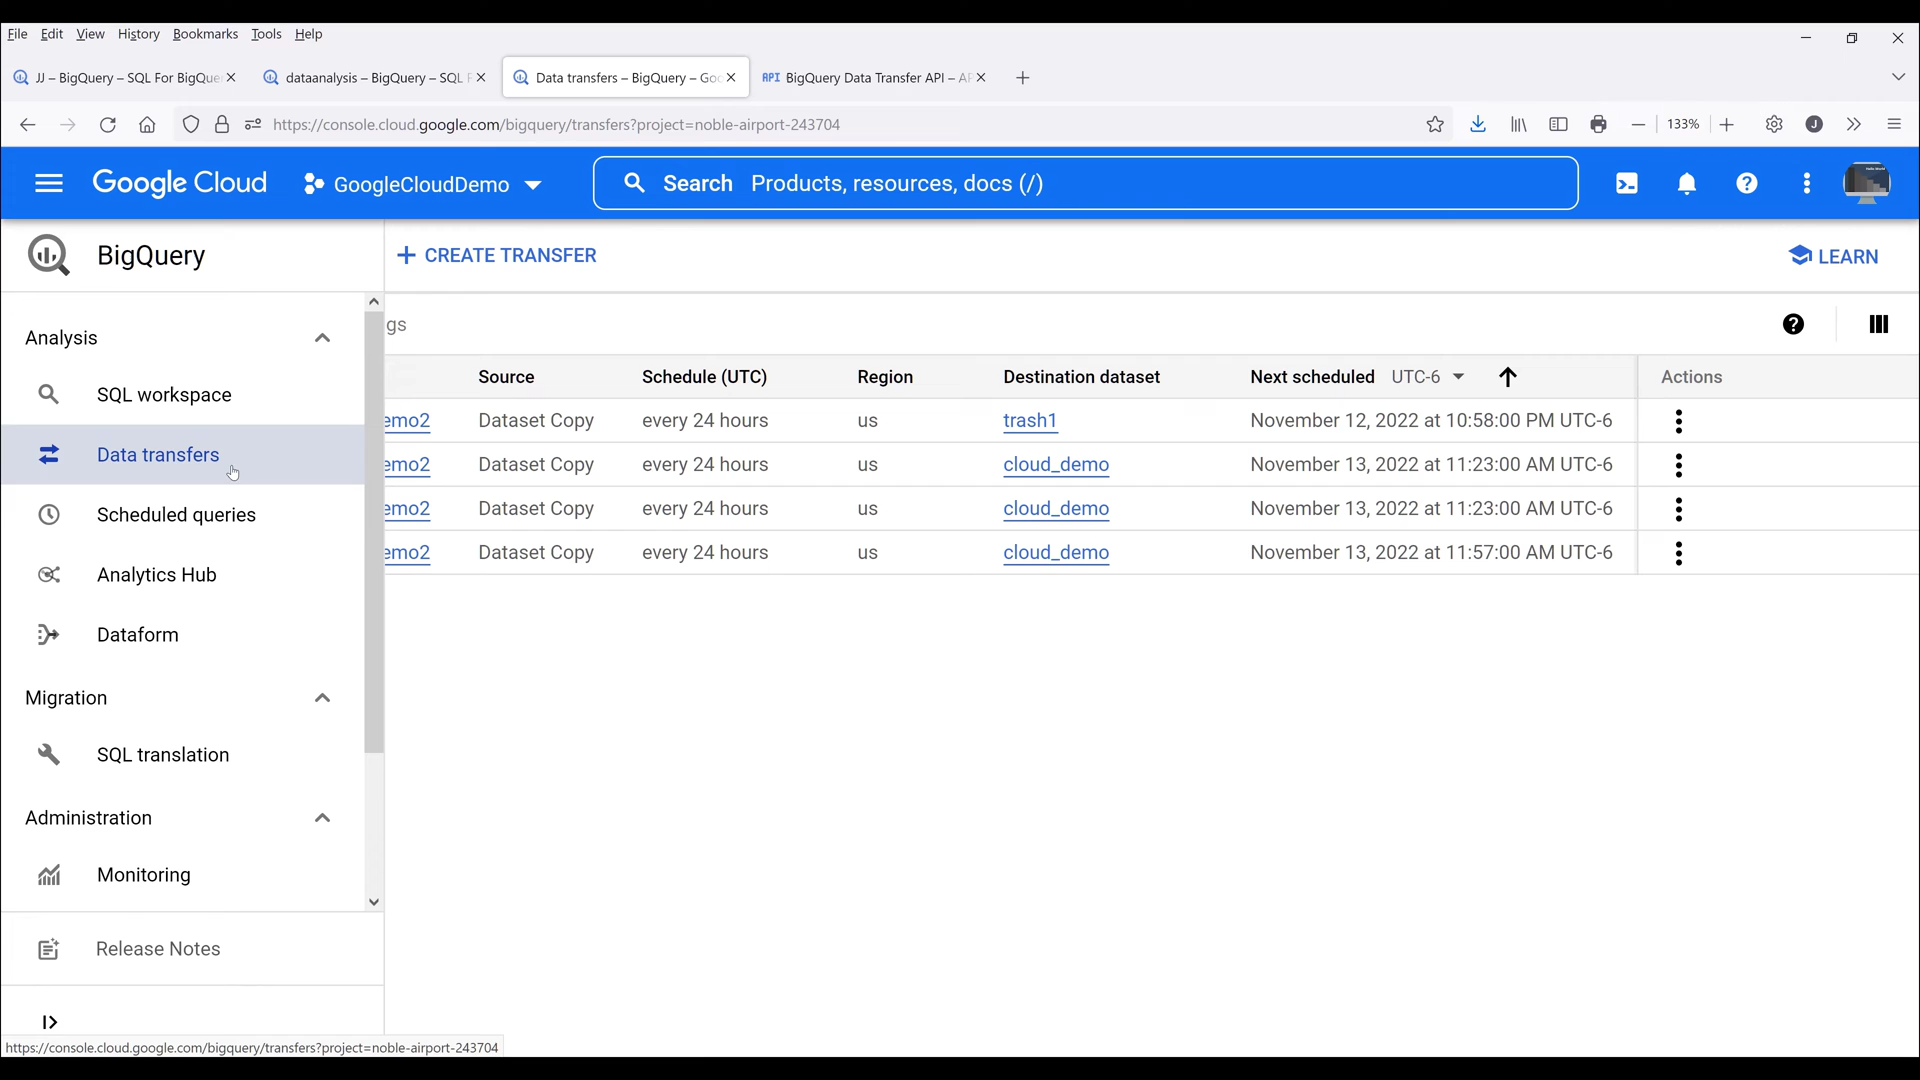 File Edit View History Bookmarks Tools Help
JJ – BigQuery – SQL For BigQue dataanalysis – BigQuery – SQL F Data transfers – BigQuery – Goo API BigQuery Data Transfer API – AP
https://console.cloud.google.com/bigquery/transfers?project=noble-airport-243704 133% J
Google Cloud GoogleCloudDemo Search Products, resources, docs (/)
BigQuery CREATE TRANSFER LEARN
Analysis
gs
Source Schedule (UTC) Region Destination dataset Next scheduled UTC-6 Actions
SQL workspace
emo2 Dataset Copy every 24 hours us trash1 November 12, 2022 at 10:58:00 PM UTC-6
Data transfers
emo2 Dataset Copy every 24 hours us cloud_demo November 13, 2022 at 11:23:00 AM UTC-6
Scheduled queries
emo2 Dataset Copy every 24 hours us cloud_demo November 13, 2022 at 11:23:00 AM UTC-6
emo2 Dataset Copy every 24 hours us cloud_demo November 13, 2022 at 11:57:00 AM UTC-6
Analytics Hub
Dataform
Migration
SQL translation
Administration
Monitoring
Release Notes
https://console.cloud.google.com/bigquery/transfers?project=noble-airport-243704